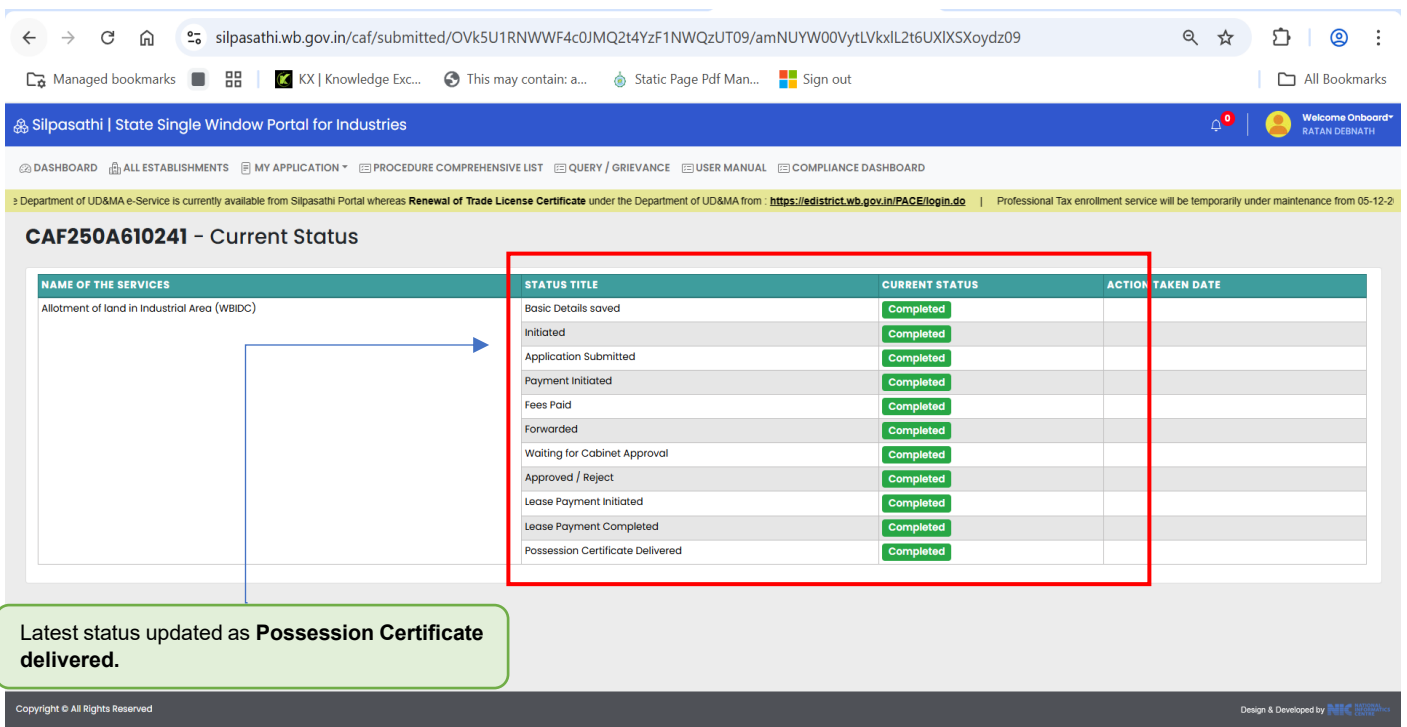 silpasathi.wb.gov.in/caf/submitted/OVk5U1RNWWF4c0JMQ2t4YzF1NWQzUT09/amNUYW00VytLVkxlL2t6UXlXSXoydz09
Managed bookmarks KX | Knowledge Exc... This may contain: a... Static Page Pdf Man... Sign out All Bookmarks
Silpasathi | State Single Window Portal for Industries 0 Welcome Onboard
RATAN DEBNATH
DASHBOARD ALL ESTABLISHMENTS MY APPLICATION PROCEDURE COMPREHENSIVE LIST QUERY / GRIEVANCE USER MANUAL COMPLIANCE DASHBOARD
Department of UD&MA e-Service is currently available from Silpasathi Portal whereas Renewal of Trade License Certificate under the Department of UD&MA from : https://edistrict.wb.gov.in/PACE/login.do | Professional Tax enrollment service will be temporarily under maintenance from 05-12-2
CAF250A610241 - Current Status
NAME OF THE SERVICES STATUS TITLE CURRENT STATUS ACTION TAKEN DATE
Allotment of land in Industrial Area (WBIDC) Basic Details saved Completed
Initiated Completed
Application Submitted Completed
Payment Initiated Completed
Fees Paid Completed
Forwarded Completed
Waiting for Cabinet Approval Completed
Approved / Reject Completed
Lease Payment Initiated Completed
Lease Payment Completed Completed
Possession Certificate Delivered Completed
Latest status updated as Possession Certificate
delivered.
Copyright © All Rights Reserved Design & Developed by NIC NATIONAL
INFORMATICS
CENTRE